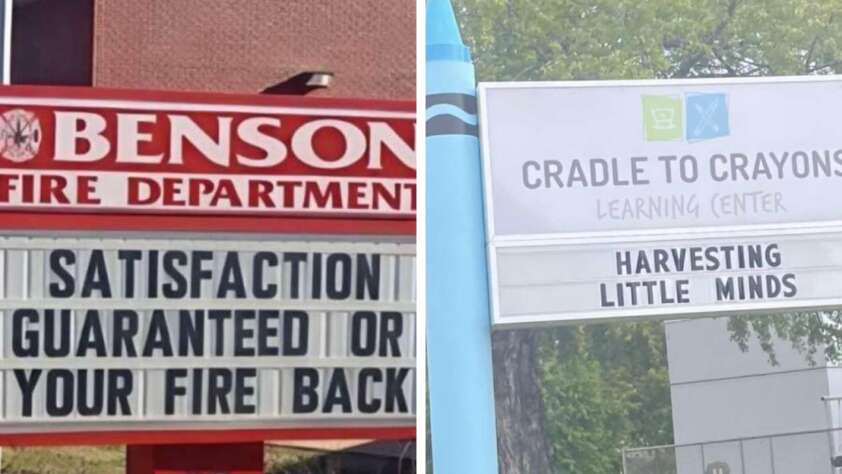 BENSON
FIRE DEPARTMENT
SATISFACTION
GUARANTEED OR
YOUR FIRE BACK
CRADLE TO CRAYONS
LEARNING CENTER
HARVESTING
LITTLE MINDS